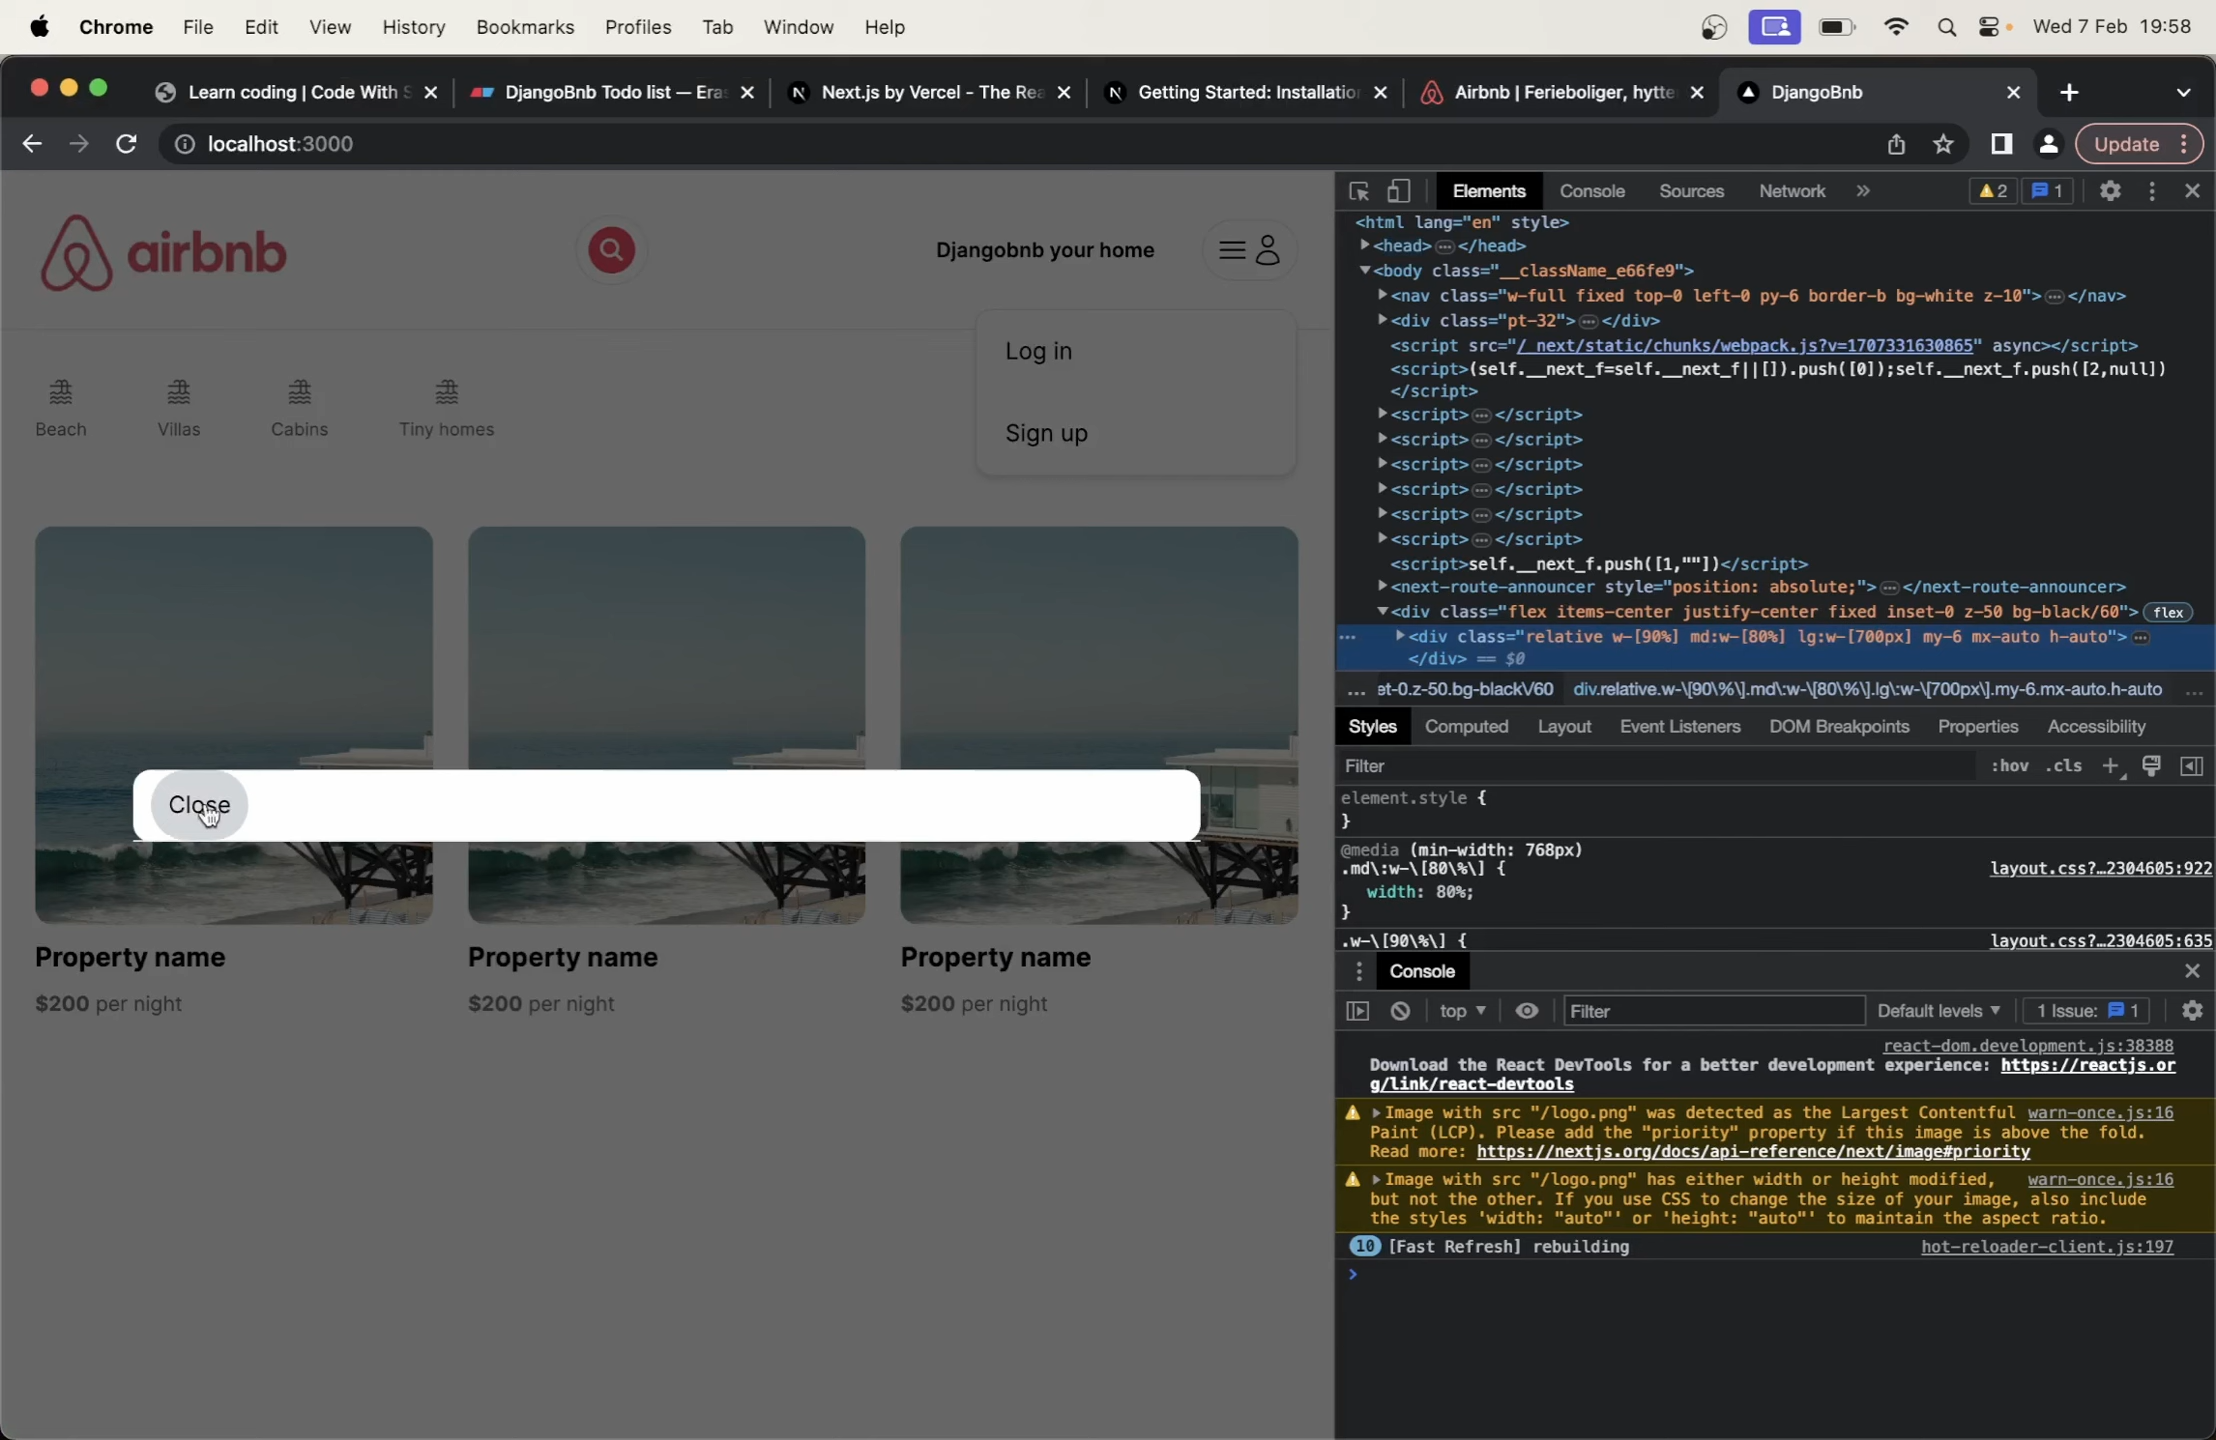 Chrome File Edit View History Bookmarks Profiles Tab Window Help Wed 7 Feb 19:58
Learn coding | Code With S DjangoBnb Todo list — Eras Next.js by Vercel - The Rea Getting Started: Installation Airbnb | Ferieboliger, hytte DjangoBnb
localhost:3000 Update
airbnb
Djangobnb your home
Log in
Sign up
Beach Villas Cabins Tiny homes
Close
Property name Property name Property name
$200 per night $200 per night $200 per night
Elements Console Sources Network » 2 1
<html lang="en" style>
<head>…</head>
<body class="__className_e66fe9">
<nav class="w-full fixed top-0 left-0 py-6 border-b bg-white z-10">…</nav>
<div class="pt-32">…</div>
<script src="/_next/static/chunks/webpack.js?v=1707331630865" async></script>
<script>(self.__next_f=self.__next_f||[]).push([0]);self.__next_f.push([2,null])
</script>
<script>…</script>
<script>…</script>
<script>…</script>
<script>…</script>
<script>…</script>
<script>…</script>
<script>self.__next_f.push([1,""])</script>
<next-route-announcer style="position: absolute;">…</next-route-announcer>
<div class="flex items-center justify-center fixed inset-0 z-50 bg-black/60"> flex
… <div class="relative w-[90%] md:w-[80%] lg:w-[700px] my-6 mx-auto h-auto">…
</div> == $0
… et-0.z-50.bg-black\/60 div.relative.w-\[90\%\].md\:w-\[80\%\].lg\:w-\[700px\].my-6.mx-auto.h-auto …
Styles Computed Layout Event Listeners DOM Breakpoints Properties Accessibility
Filter :hov .cls +
element.style {
}
@media (min-width: 768px)
.md\:w-\[80\%\] { layout.css?…2304605:922
width: 80%;
}
.w-\[90\%\] { layout.css?…2304605:635
Console
top Filter Default levels 1 Issue: 1
react-dom.development.js:38388
Download the React DevTools for a better development experience: https://reactjs.or
g/link/react-devtools
Image with src "/logo.png" was detected as the Largest Contentful warn-once.js:16
Paint (LCP). Please add the "priority" property if this image is above the fold.
Read more: https://nextjs.org/docs/api-reference/next/image#priority
Image with src "/logo.png" has either width or height modified, warn-once.js:16
but not the other. If you use CSS to change the size of your image, also include
the styles 'width: "auto"' or 'height: "auto"' to maintain the aspect ratio.
10 [Fast Refresh] rebuilding hot-reloader-client.js:197